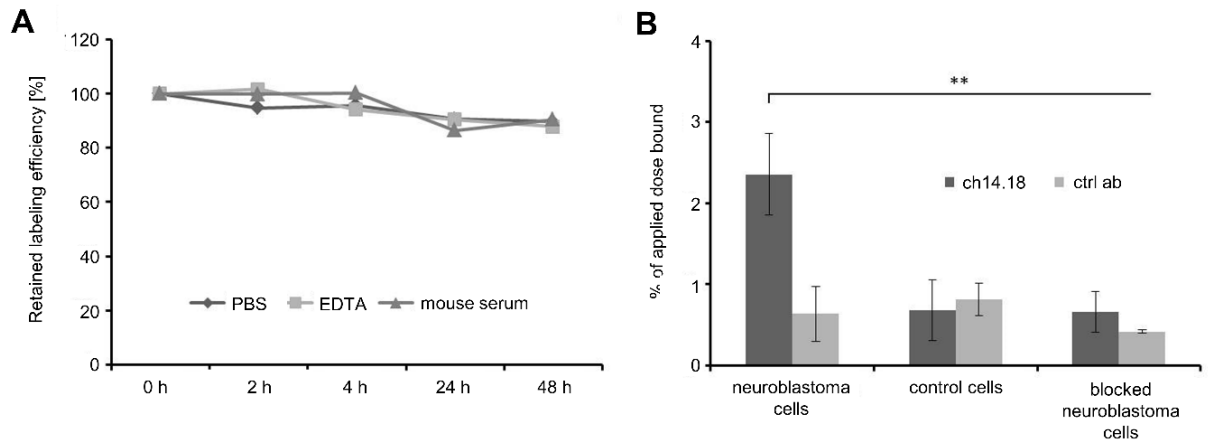 A
Retained labeling efficiency [%]
120
100
80
60
40
20
0
PBS
EDTA
mouse serum
0 h
2 h
4 h
24 h
48 h
B
% of applied dose bound
4
3
2
1
0
**
ch14.18
ctrl ab
neuroblastoma
cells
control cells
blocked
neuroblastoma
cells